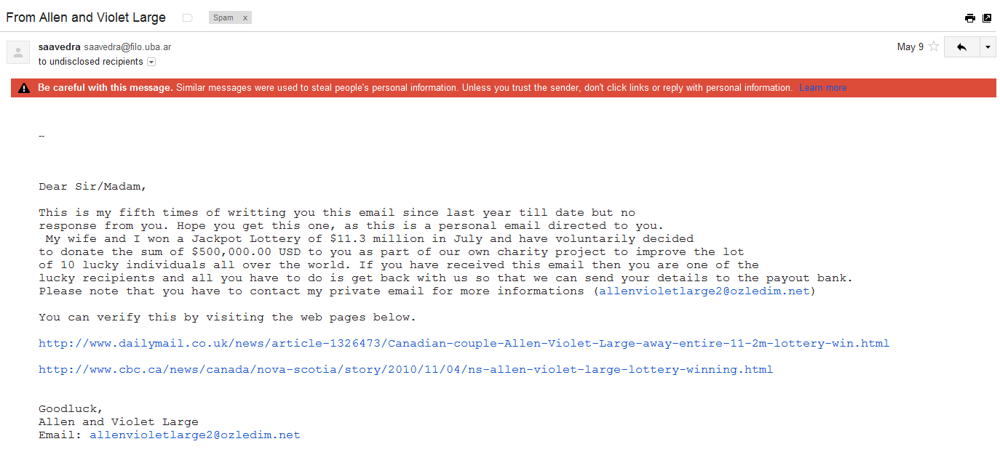 From Allen and Violet Large
Spam x
saavedra saavedra@filo.uba.ar
May 9
to undisclosed recipients
Be careful with this message. Similar messages were used to steal people's personal information. Unless you trust the sender, don't click links or reply with personal information. Learn more
--
Dear Sir/Madam,
This is my fifth times of writting you this email since last year till date but no
response from you. Hope you get this one, as this is a personal email directed to you.
My wife and I won a Jackpot Lottery of $11.3 million in July and have voluntarily decided
to donate the sum of $500,000.00 USD to you as part of our own charity project to improve the lot
of 10 lucky individuals all over the world. If you have received this email then you are one of the
lucky recipients and all you have to do is get back with us so that we can send your details to the payout bank.
Please note that you have to contact my private email for more informations (allenvioletlarge2@ozledim.net)
You can verify this by visiting the web pages below.
http://www.dailymail.co.uk/news/article-1326473/Canadian-couple-Allen-Violet-Large-away-entire-11-2m-lottery-win.html
http://www.cbc.ca/news/canada/nova-scotia/story/2010/11/04/ns-allen-violet-large-lottery-winning.html
Goodluck,
Allen and Violet Large
Email: allenvioletlarge2@ozledim.net